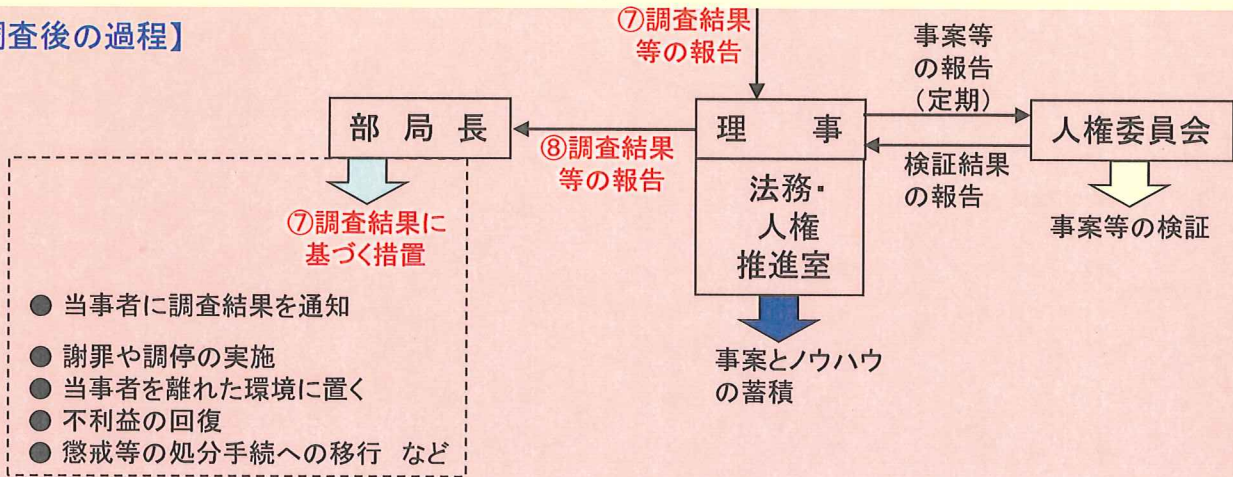 査後の過程】
⑦調査結果
等の報告
部局長
⑧調査結果
等の報告
理 事
法務・
人権
推進室
事案等
の報告
（定期）
検証結果
の報告
人権委員会
事案等の検証
⑦調査結果に
基づく措置
● 当事者に調査結果を通知
● 謝罪や調停の実施
● 当事者を離れた環境に置く
● 不利益の回復
● 懲戒等の処分手続への移行 など
事案とノウハウ
の蓄積